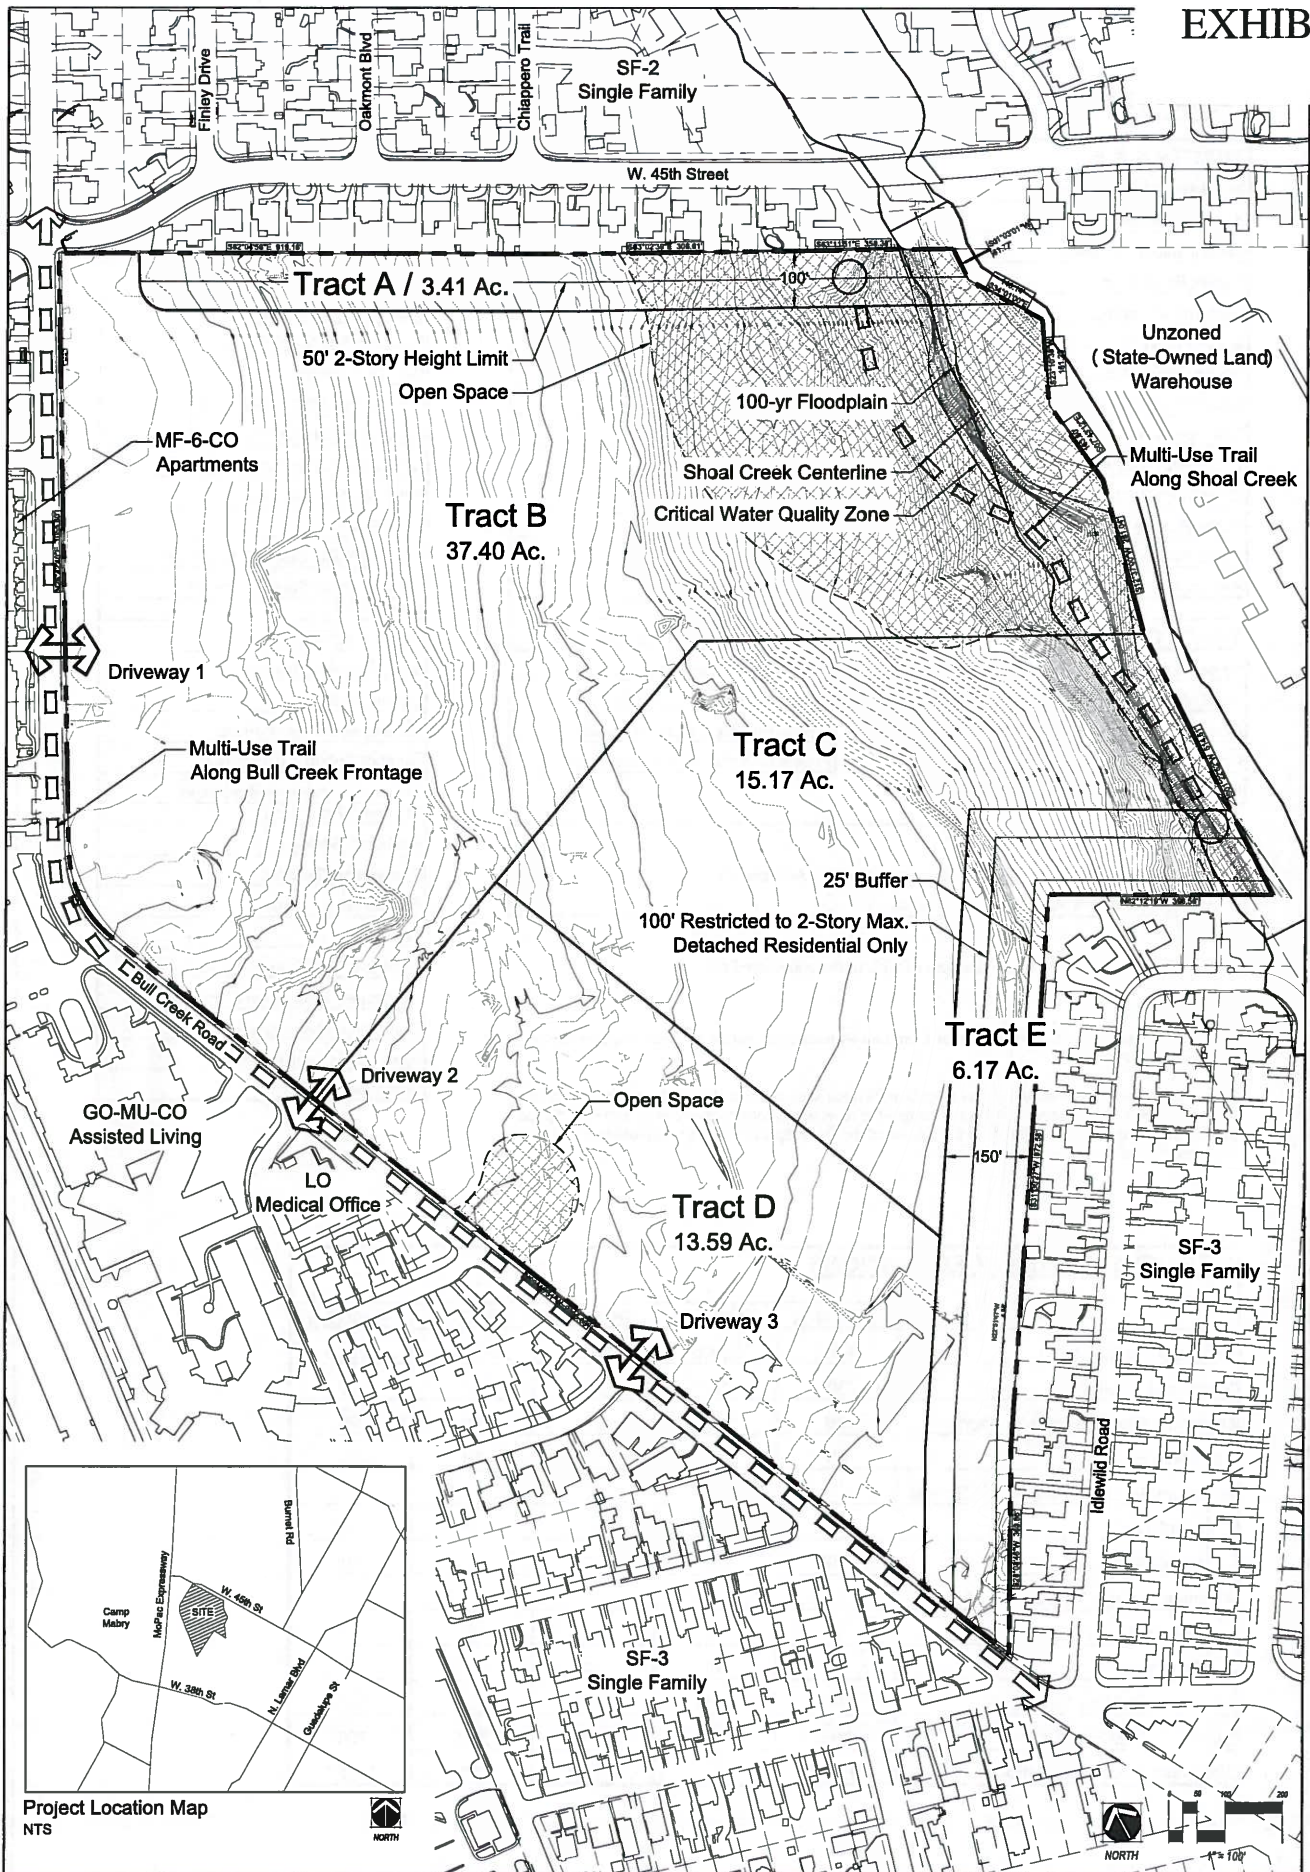 EXHIB
Finley Drive
Oakmont Blvd
Chiappero Trail
SF-2
Single Family
W. 45th Street
Tract A / 3.41 Ac.
100'
50' 2-Story Height Limit
Open Space
Unzoned
(State-Owned Land)
Warehouse
100-yr Floodplain
MF-6-CO
Apartments
Shoal Creek Centerline
Multi-Use Trail
Along Shoal Creek
Critical Water Quality Zone
Tract B
37.40 Ac.
Driveway 1
Multi-Use Trail
Along Bull Creek Frontage
Tract C
15.17 Ac.
25' Buffer
100' Restricted to 2-Story Max.
Detached Residential Only
Bull Creek Road
Tract E
6.17 Ac.
Driveway 2
Open Space
GO-MU-CO
Assisted Living
LO
Medical Office
150'
Tract D
13.59 Ac.
SF-3
Single Family
Driveway 3
Idlewild Road
SF-3
Single Family
Burnet Rd
MoPac Expressway
W. 45th St
Camp
Mabry
SITE
W. 38th St
N. Lamar Blvd
Guadalupe St
Project Location Map
NTS
NORTH
NORTH
0 50 100 200
1" = 100'